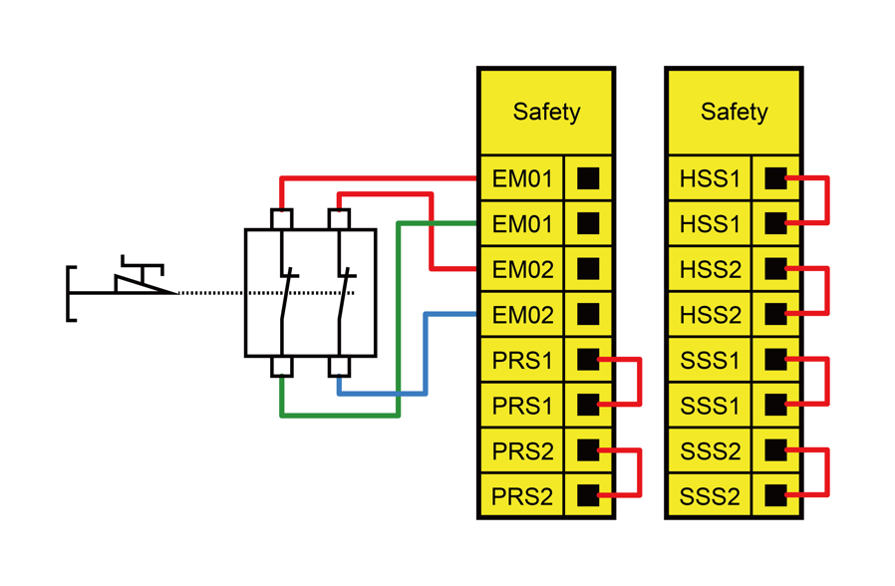 Safety
EM01
EM01
EM02
EM02
PRS1
PRS1
PRS2
PRS2
Safety
HSS1
HSS1
HSS2
HSS2
SSS1
SSS1
SSS2
SSS2